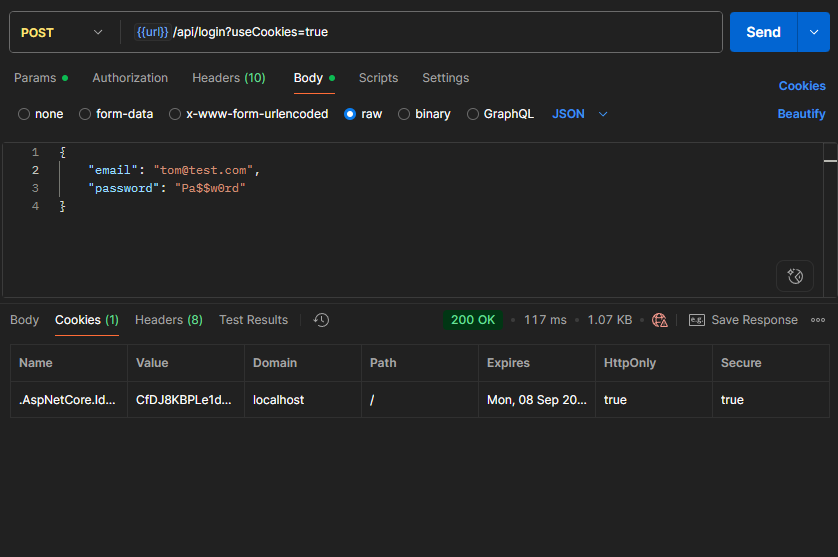 POST {{url}} /api/login?useCookies=true Send
Params Authorization Headers (10) Body Scripts Settings Cookies
none form-data x-www-form-urlencoded raw binary GraphQL JSON Beautify
1 {
2 "email": "tom@test.com",
3 "password": "Pa$$w0rd"
4 }
Body Cookies (1) Headers (8) Test Results 200 OK 117 ms 1.07 KB e.g. Save Response
Name Value Domain Path Expires HttpOnly Secure
.AspNetCore.Id... CfDJ8KBPLe1d... localhost / Mon, 08 Sep 20... true true